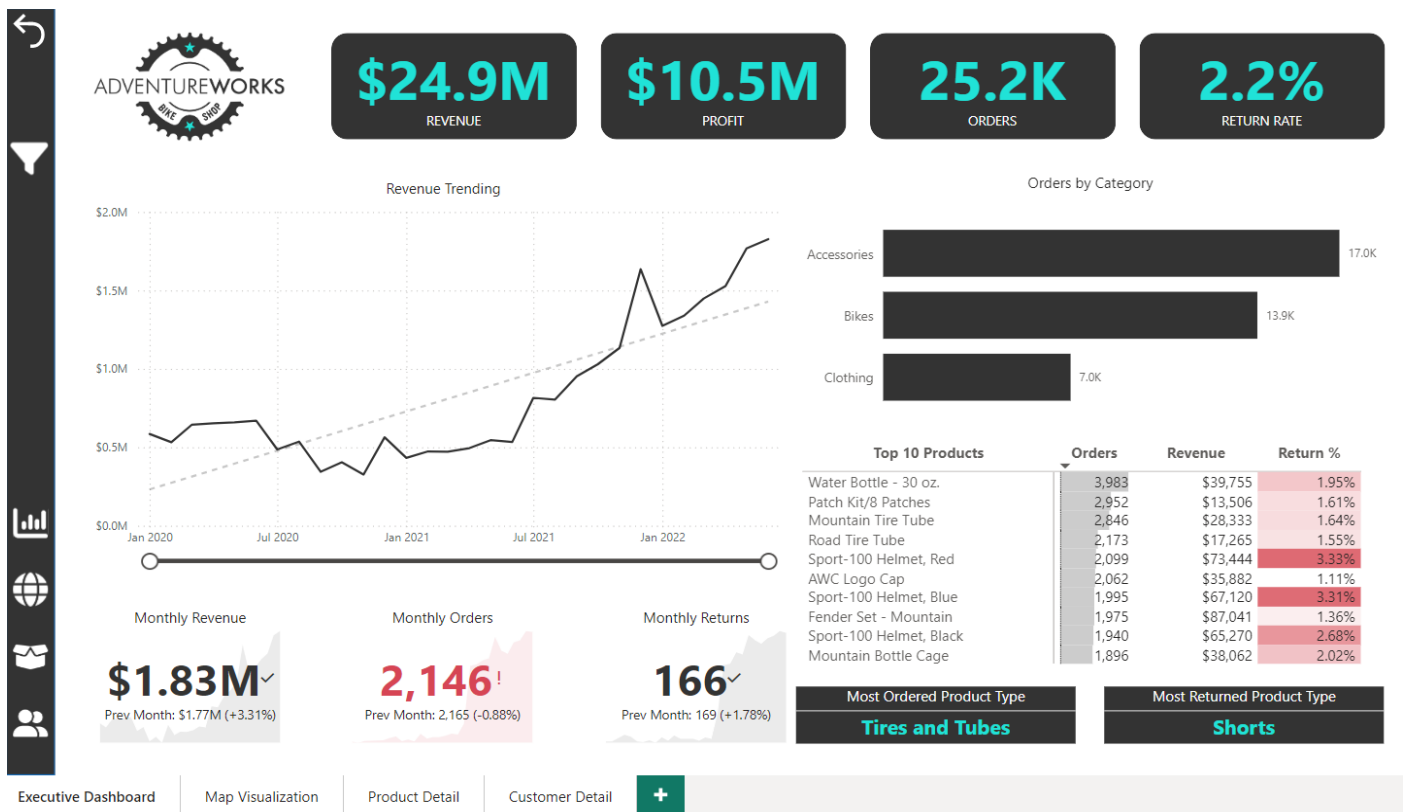 ADVENTUREWORKS
BIKE SHOP
$24.9M
REVENUE
$10.5M
PROFIT
25.2K
ORDERS
2.2%
RETURN RATE
Revenue Trending
$2.0M
$1.5M
$1.0M
$0.5M
$0.0M
Jan 2020 Jul 2020 Jan 2021 Jul 2021 Jan 2022
Orders by Category
Accessories 17.0K
Bikes 13.9K
Clothing 7.0K
Top 10 Products Orders Revenue Return %
Water Bottle - 30 oz. 3,983 $39,755 1.95%
Patch Kit/8 Patches 2,952 $13,506 1.61%
Mountain Tire Tube 2,846 $28,333 1.64%
Road Tire Tube 2,173 $17,265 1.55%
Sport-100 Helmet, Red 2,099 $73,444 3.33%
AWC Logo Cap 2,062 $35,882 1.11%
Sport-100 Helmet, Blue 1,995 $67,120 3.31%
Fender Set - Mountain 1,975 $87,041 1.36%
Sport-100 Helmet, Black 1,940 $65,270 2.68%
Mountain Bottle Cage 1,896 $38,062 2.02%
Monthly Revenue
$1.83M
Prev Month: $1.77M (+3.31%)
Monthly Orders
2,146!
Prev Month: 2,165 (-0.88%)
Monthly Returns
166
Prev Month: 169 (+1.78%)
Most Ordered Product Type
Tires and Tubes
Most Returned Product Type
Shorts
Executive Dashboard Map Visualization Product Detail Customer Detail +